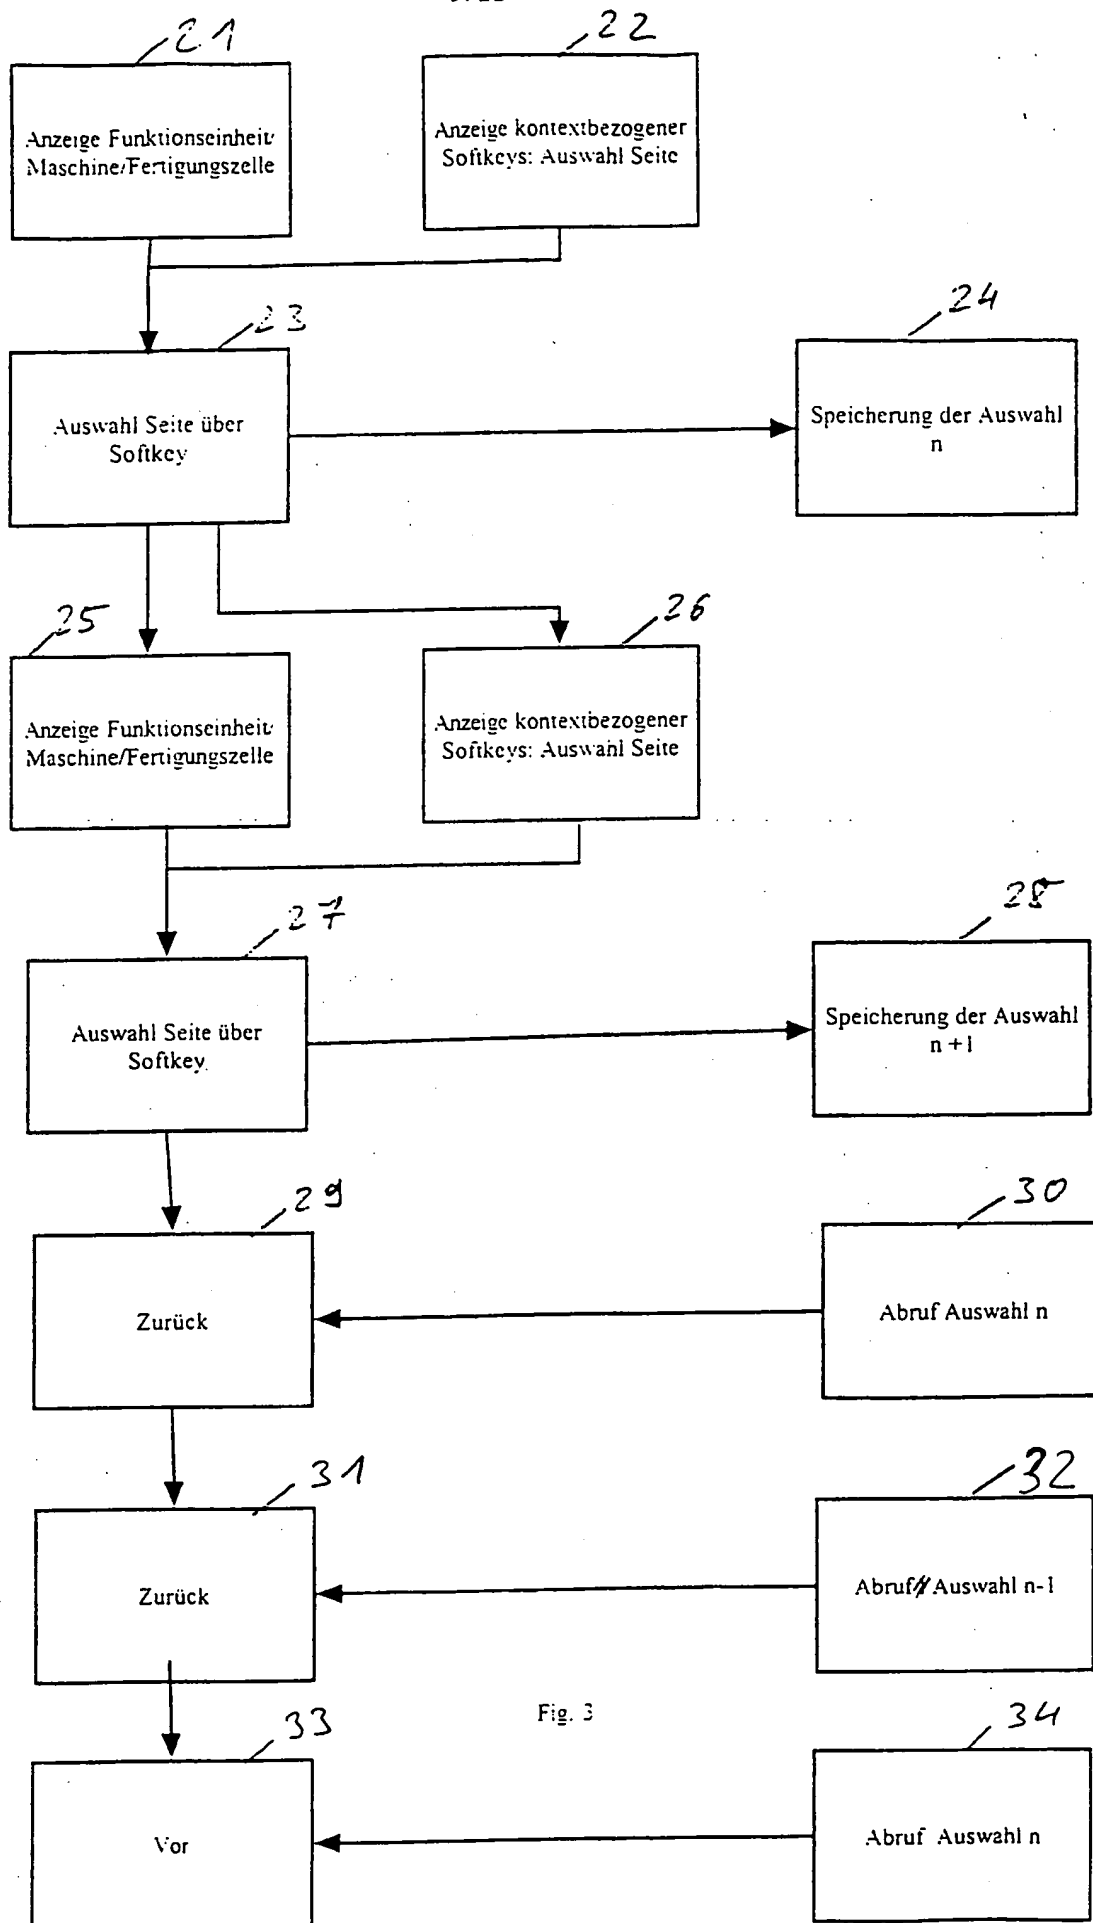 21
22
Anzeige Funktionseinheit/
Maschine/Fertigungszelle
Anzeige kontextbezogener
Softkeys: Auswahl Seite
23
24
Auswahl Seite über
Softkey
Speicherung der Auswahl
n
25
26
Anzeige Funktionseinheit/
Maschine/Fertigungszelle
Anzeige kontextbezogener
Softkeys: Auswahl Seite
27
28
Auswahl Seite über
Softkey
Speicherung der Auswahl
n+1
29
30
Zurück
Abruf Auswahl n
31
32
Zurück
Abruf Auswahl n-1
Fig. 3
33
34
Vor
Abruf Auswahl n